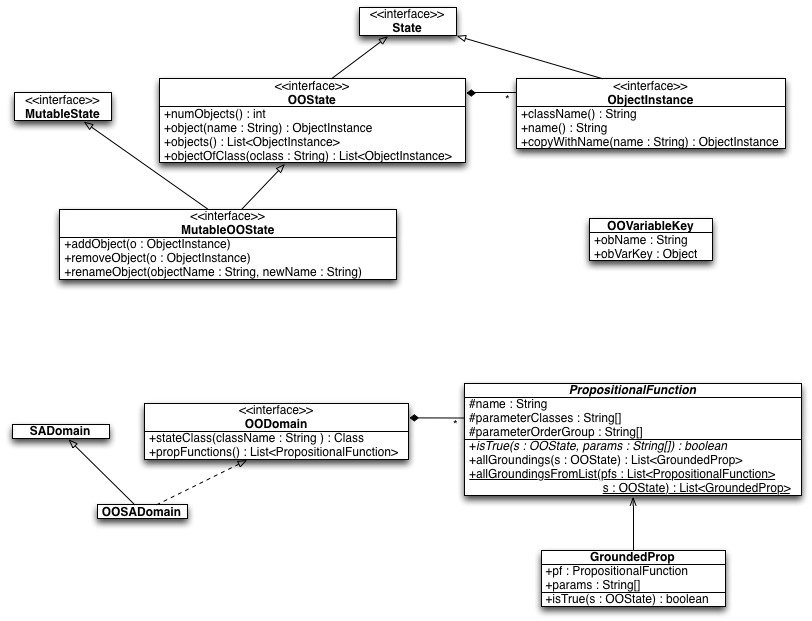 <<interface>>
State
<<interface>>
MutableState
<<interface>>
OOState
+numObjects() : int
+object(name : String) : ObjectInstance
+objects() : List<ObjectInstance>
+objectOfClass(oclass : String) : List<ObjectInstance>
*
<<interface>>
ObjectInstance
+className() : String
+name() : String
+copyWithName(name : String) : ObjectInstance
<<interface>>
MutableOOState
+addObject(o : ObjectInstance)
+removeObject(o : ObjectInstance)
+renameObject(objectName : String, newName : String)
OOVariableKey
+obName : String
+obVarKey : Object
SADomain
<<interface>>
OODomain
+stateClass(className : String ) : Class
+propFunctions() : List<PropositionalFunction>
*
PropositionalFunction
#name : String
#parameterClasses : String[]
#parameterOrderGroup : String[]
+isTrue(s : OOState, params : String[]) : boolean
+allGroundings(s : OOState) : List<GroundedProp>
+allGroundingsFromList(pfs : List<PropositionalFunction>
s : OOState) : List<GroundedProp>
OOSADomain
GroundedProp
+pf : PropositionalFunction
+params : String[]
+isTrue(s : OOState) : boolean